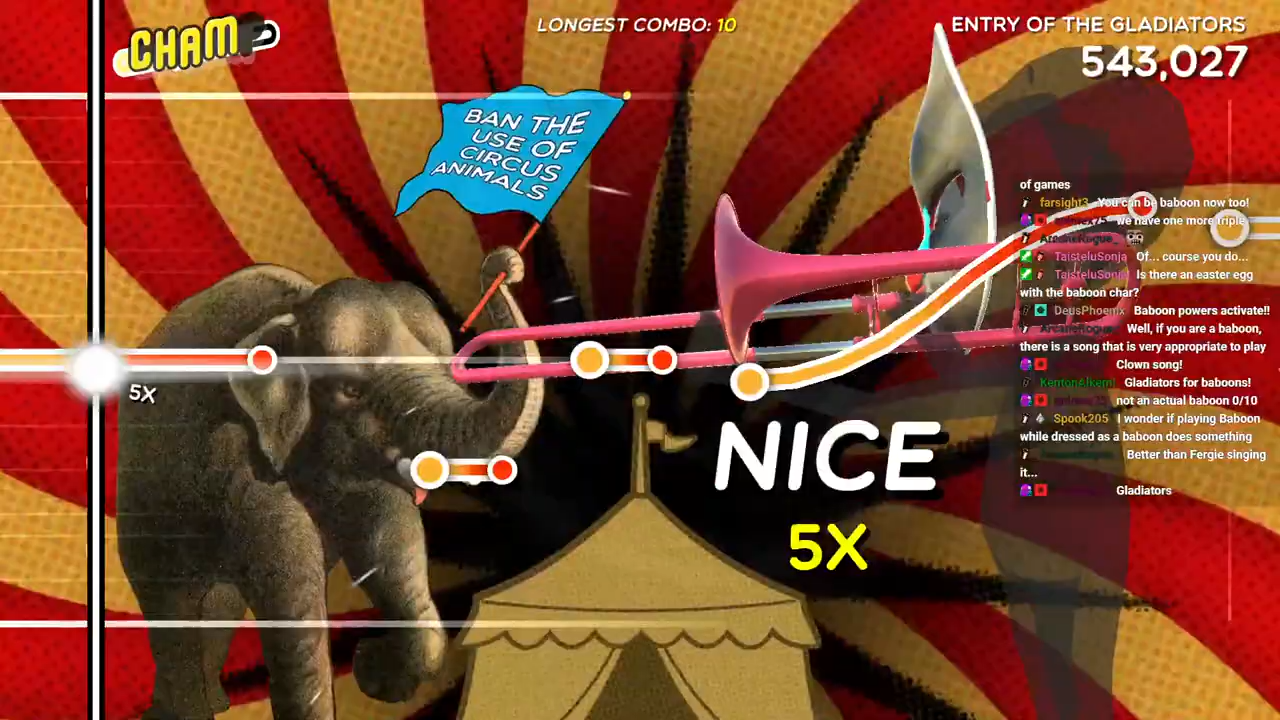 CHAMP
LONGEST COMBO: 10
ENTRY OF THE GLADIATORS
543,027
BAN THE
USE OF
CIRCUS
ANIMALS
5X
NICE
5X
of games
farsight3 You can be baboon now too!
we have one more triple
ArcaneRogue_
TaisteluSonja Of... course you do...
TaisteluSonja Is there an easter egg
with the baboon char?
DeusPhoenix Baboon powers activate!!
ArcaneRogue_ Well, if you are a baboon,
there is a song that is very appropriate to play
Clown song!
KentonAlkemi Gladiators for baboons!
not an actual baboon 0/10
Spook205 I wonder if playing Baboon
while dressed as a baboon does something
Better than Fergie singing
it...
Gladiators